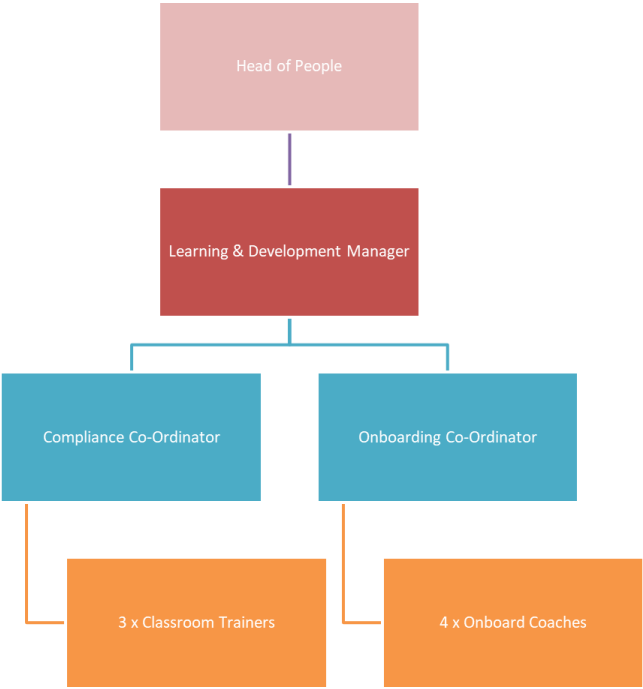 Head of People
Learning & Development Manager
Compliance Co-Ordinator
Onboarding Co-Ordinator
3 x Classroom Trainers
4 x Onboard Coaches